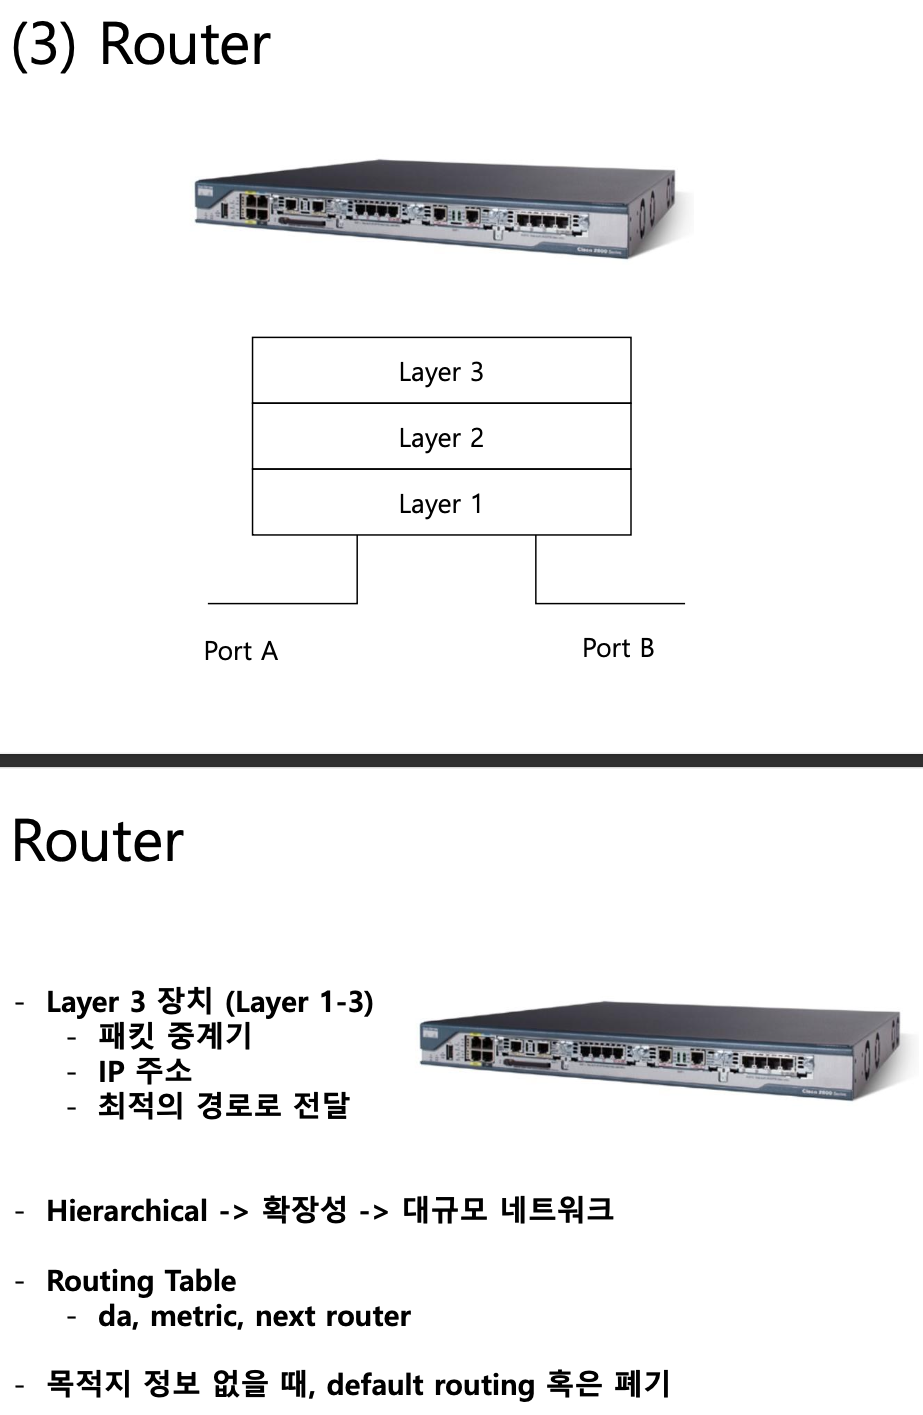 (3) Router
Layer 3
Layer 2
Layer 1
Port A
Port B
Router
- Layer 3 장치 (Layer 1-3)
- 패킷 중계기
- IP 주소
- 최적의 경로로 전달
- Hierarchical -> 확장성 -> 대규모 네트워크
- Routing Table
- da, metric, next router
- 목적지 정보 없을 때, default routing 혹은 폐기